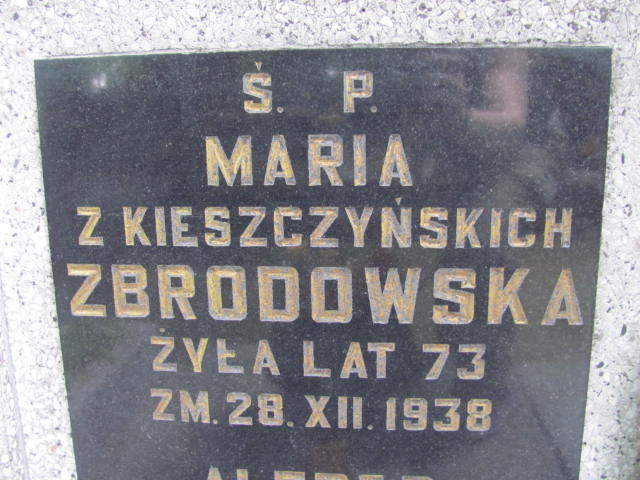 Ś. P.
MARIA
Z KIESZCZYŃSKICH
ZBRODOWSKA
ŻYŁA LAT 73
ZM. 28. XII. 1938